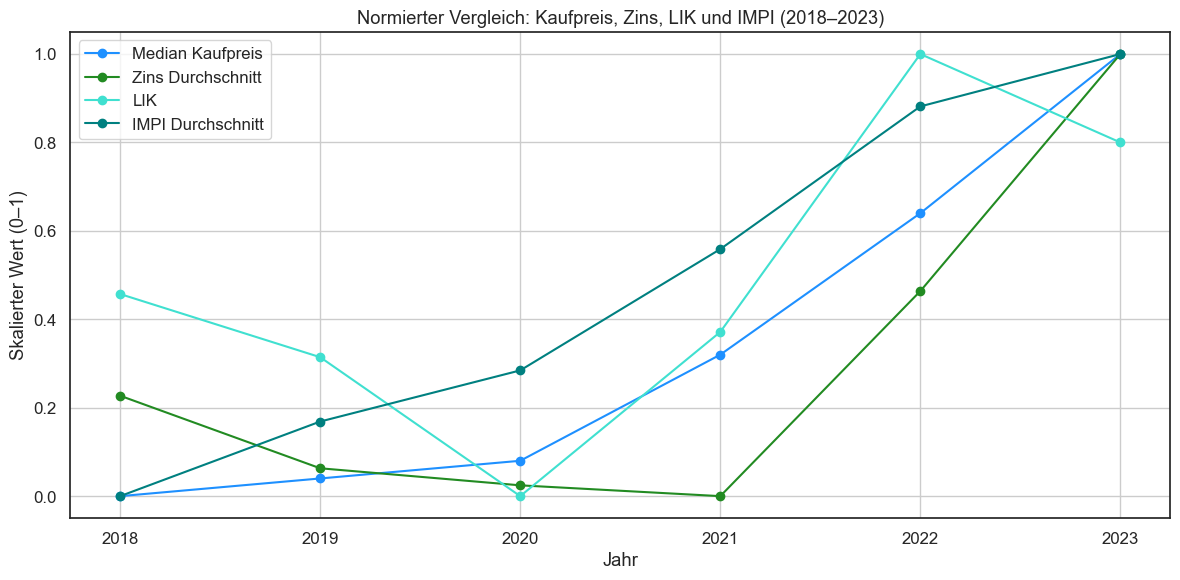 Normierter Vergleich: Kaufpreis, Zins, LIK und IMPI (2018–2023)
Median Kaufpreis
Zins Durchschnitt
LIK
IMPI Durchschnitt
Skalierter Wert (0–1)
1.0
0.8
0.6
0.4
0.2
0.0
2018 2019 2020 2021 2022 2023
Jahr